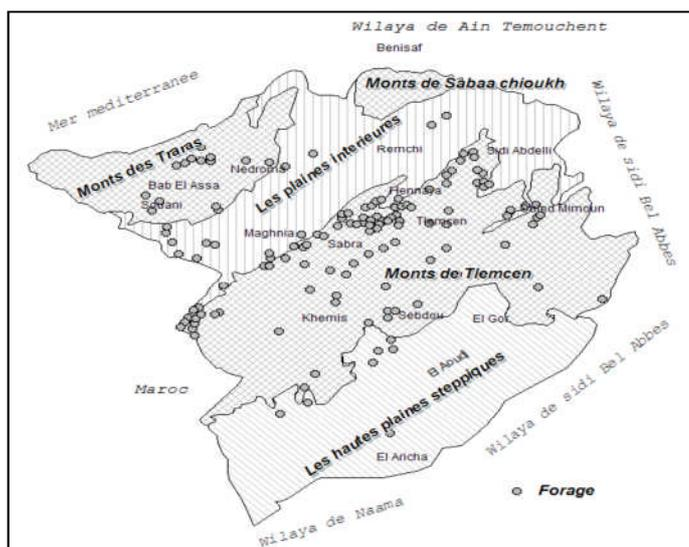 Wilaya de Ain Temouchent
Benisaf
Mer mediterranee
Monts de Sabaa chioukh
Wilaya de sidi Bel Abbes
Monts des Traras
Nedroma
Les plaines interieures
Remchi
Sidi Abdelli
Bab El Assa
Souani
Hennaya
Oued Mimoun
Tlemcen
Maghnia
Sabra
Monts de Tlemcen
Khemis
Sebdou
El Gor
El Aouej
Maroc
Les hautes plaines steppiques
Wilaya de sidi Bel Abbes
El Aricha
Forage
Wilaya de Naama